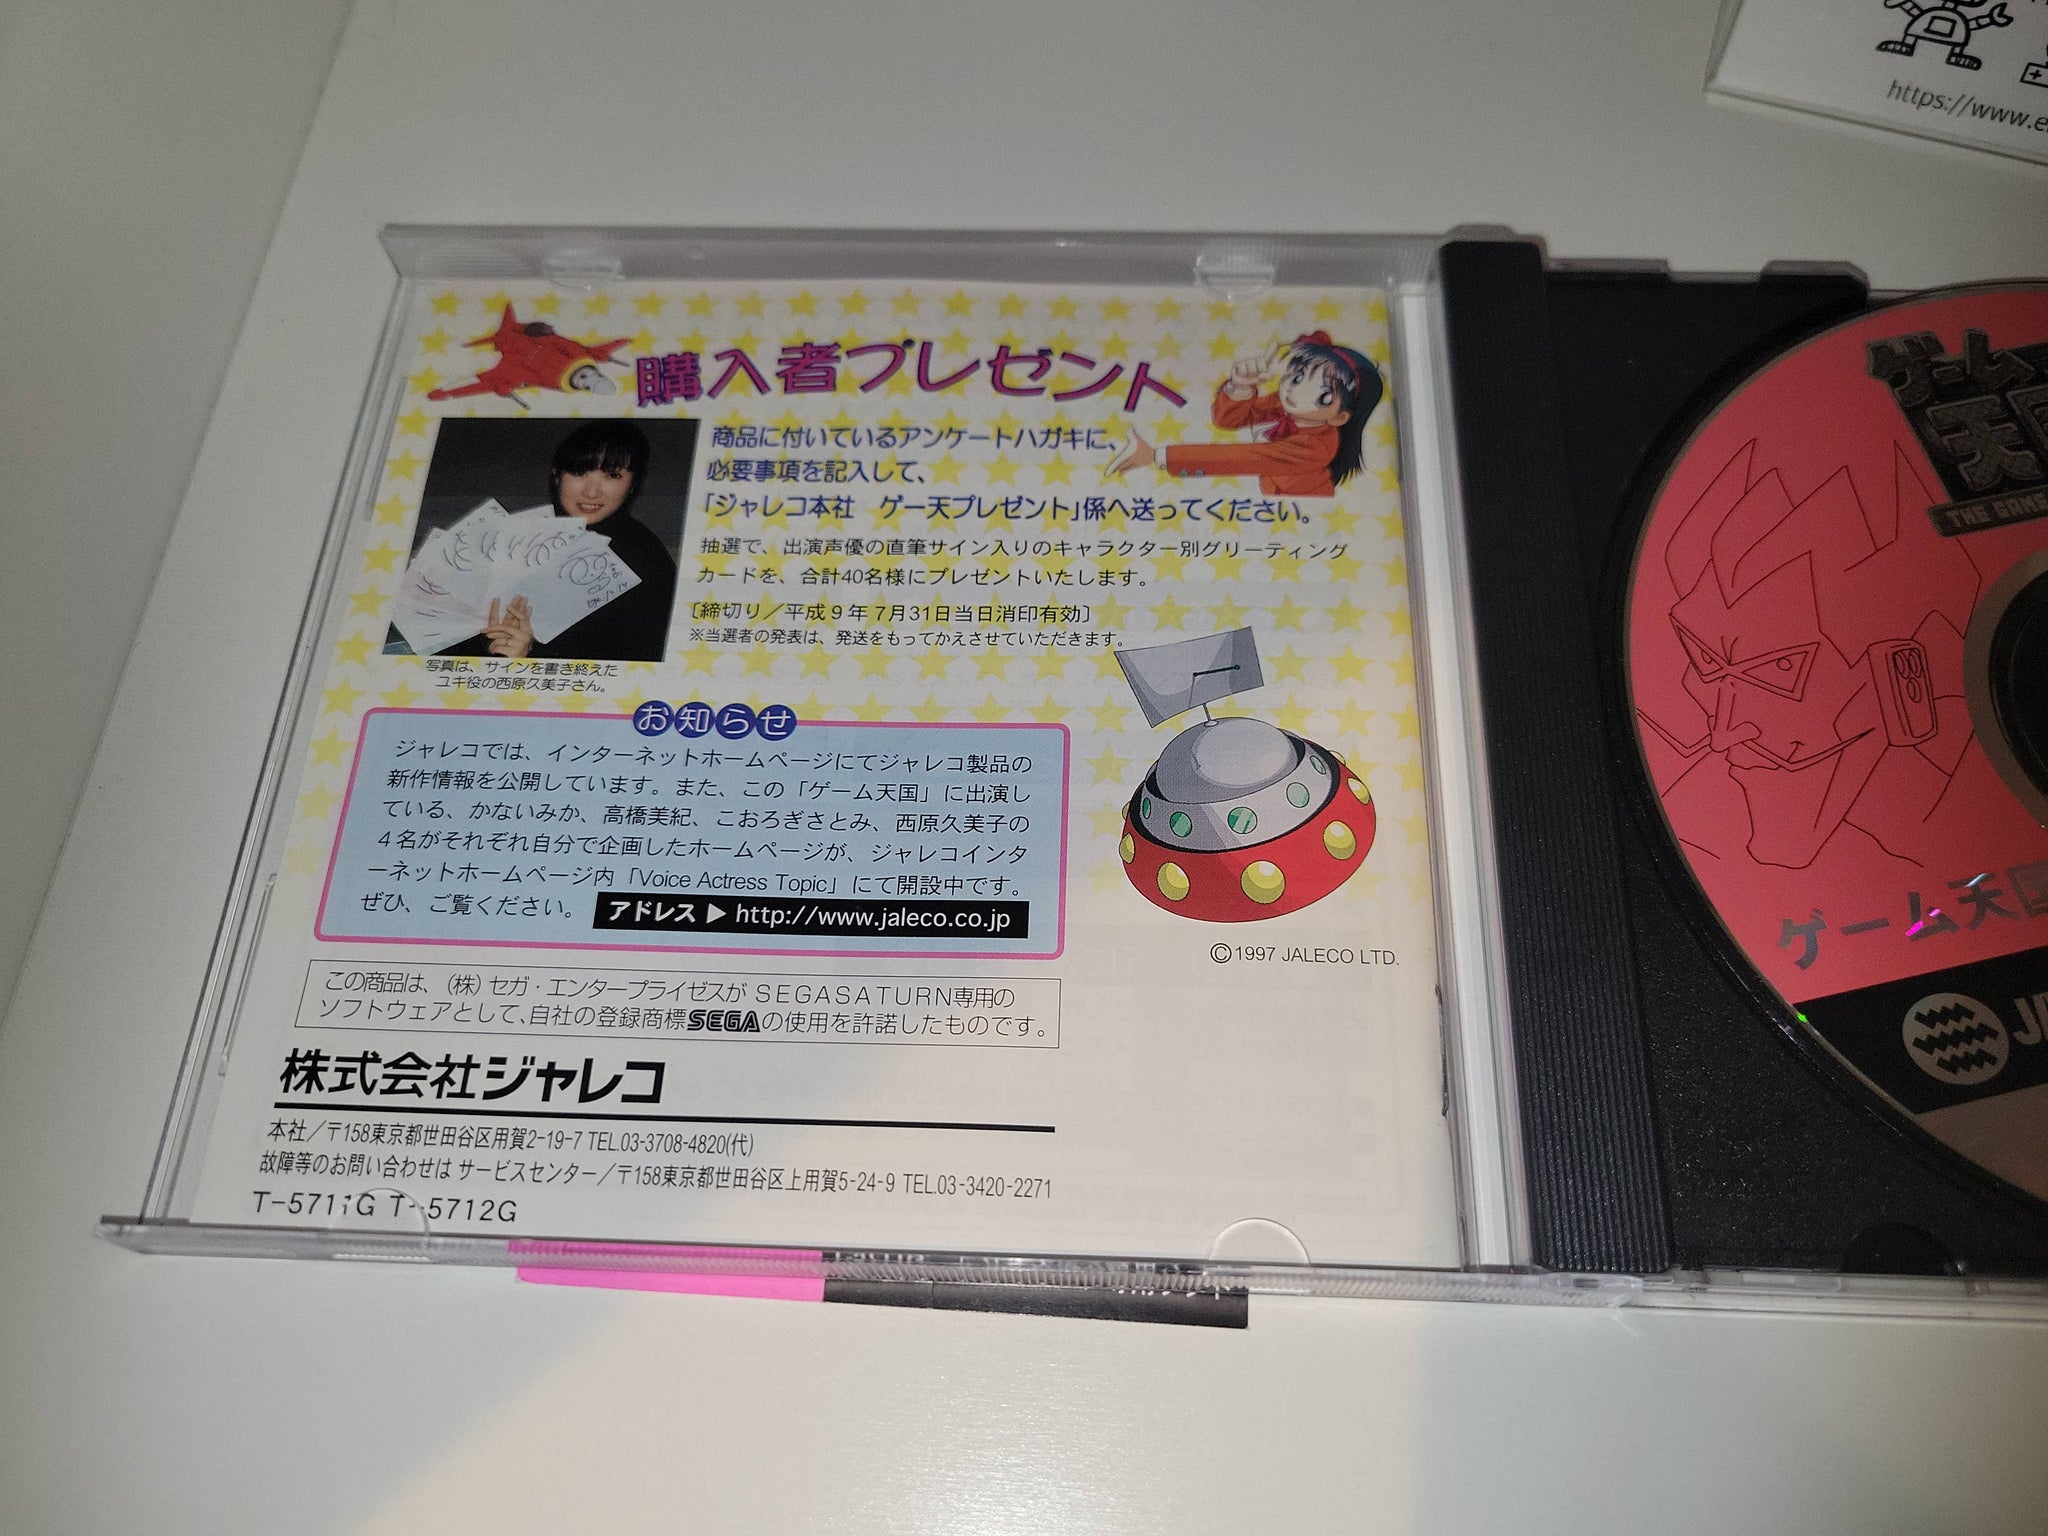 https://www.e
購入者プレゼント
商品に付いているアンケートハガキに、
必要事項を記入して、
「ジャレコ本社　ゲー天プレゼント」係へ送ってください。
抽選で、出演声優の直筆サイン入りのキャラクター別グリーティング
カードを、合計40名様にプレゼントいたします。
〔締切り／平成9年7月31日当日消印有効〕
※当選者の発表は、発送をもってかえさせていただきます。
写真は、サインを書き終えた
ユキ役の西原久美子さん。
お知らせ
ジャレコでは、インターネットホームページにてジャレコ製品の
新作情報を公開しています。また、この「ゲーム天国」に出演し
ている、かないみか、高橋美紀、こおろぎさとみ、西原久美子の
4名がそれぞれ自分で企画したホームページが、ジャレコインタ
ーネットホームページ内「Voice Actress Topic」にて開設中です。
ぜひ、ご覧ください。 アドレス▶http://www.jaleco.co.jp
©1997 JALECO LTD.
この商品は、（株）セガ・エンタープライゼスがSEGASATURN専用の
ソフトウェアとして、自社の登録商標SEGAの使用を許諾したものです。
株式会社ジャレコ
本社／〒158東京都世田谷区用賀2-19-7 TEL.03-3708-4820(代)
故障等のお問い合わせは サービスセンター／〒158東京都世田谷区上用賀5-24-9 TEL.03-3420-2271
T-5711G T-5712G
ゲーム
天国
THE GAME
ゲーム天国